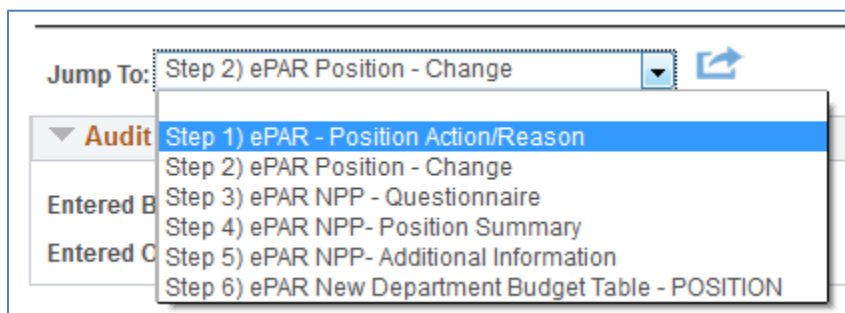 Jump To: Step 2) ePAR Position - Change
Step 1) ePAR - Position Action/Reason
Audit
Step 2) ePAR Position - Change
Step 3) ePAR NPP - Questionnaire
Entered B
Step 4) ePAR NPP- Position Summary
Entered O
Step 5) ePAR NPP- Additional Information
Step 6) ePAR New Department Budget Table - POSITION